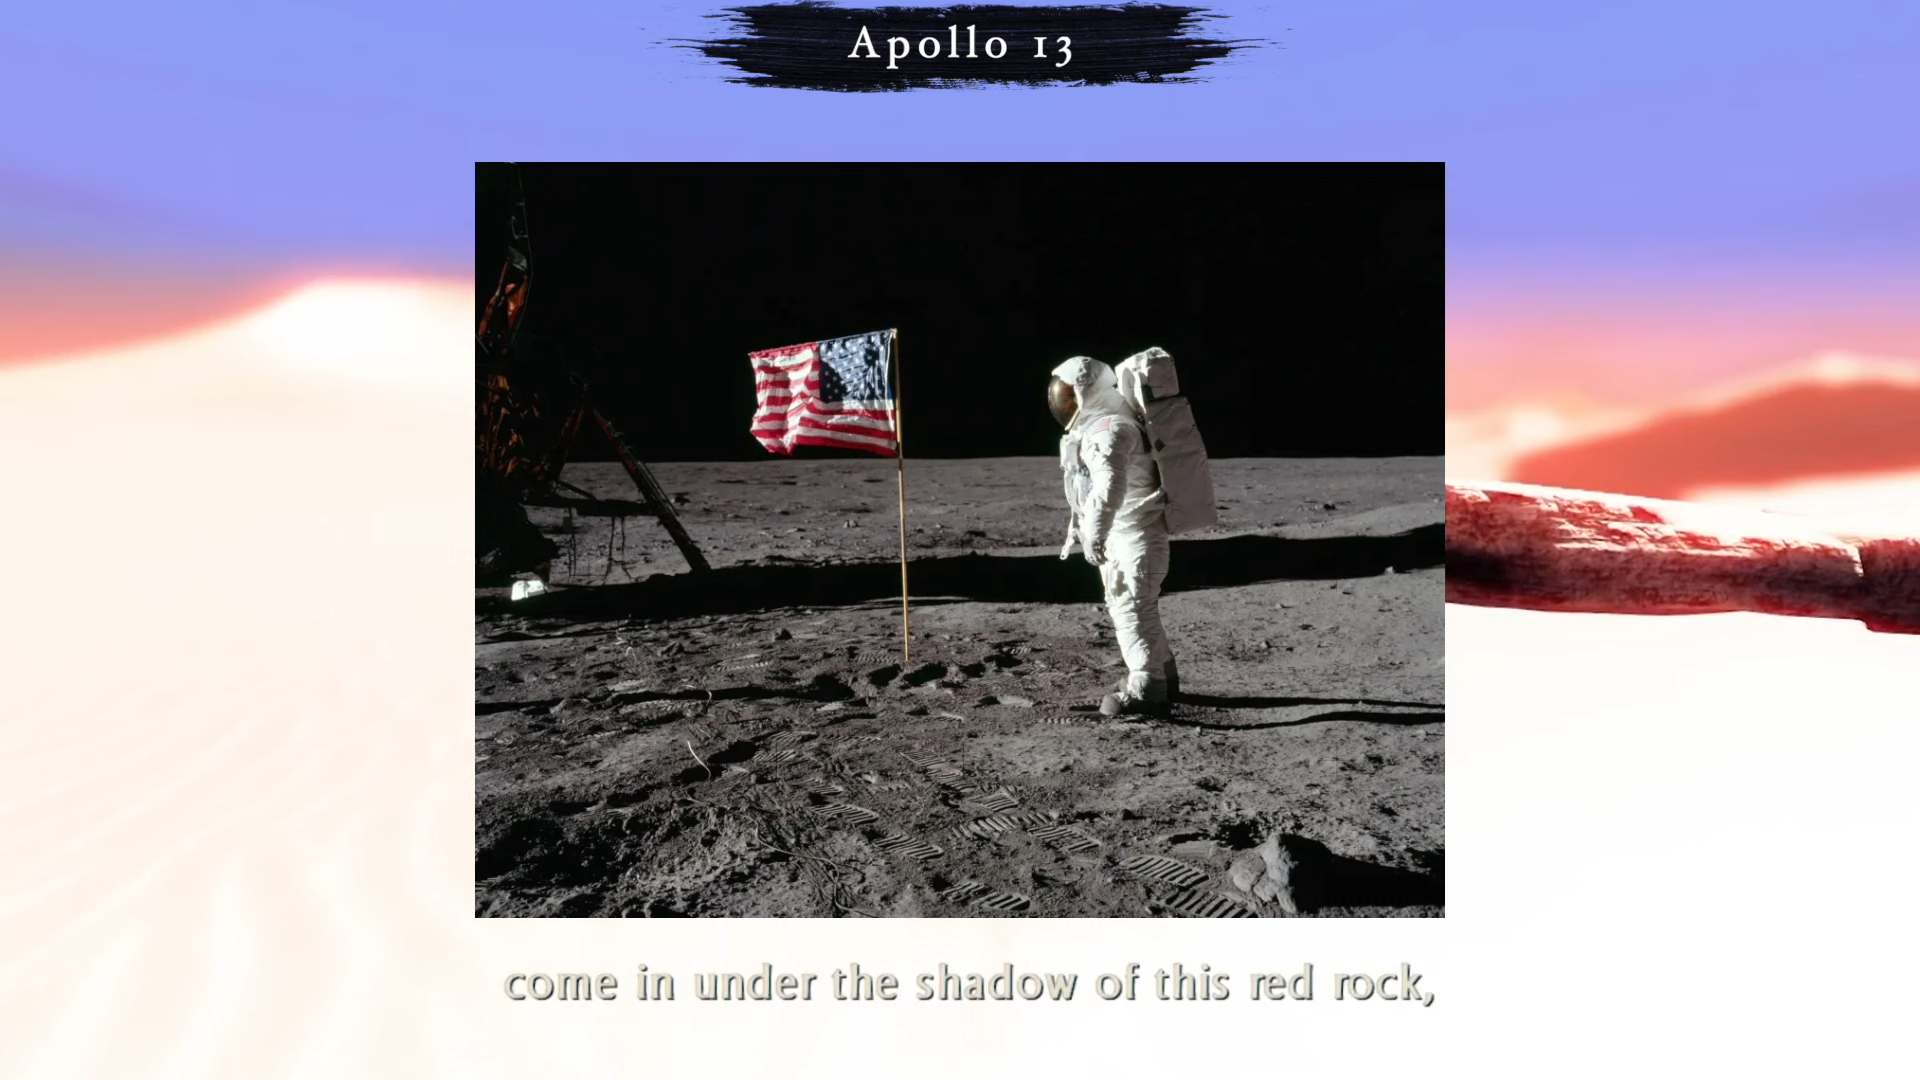 Apollo 13
come in under the shadow of this red rock,